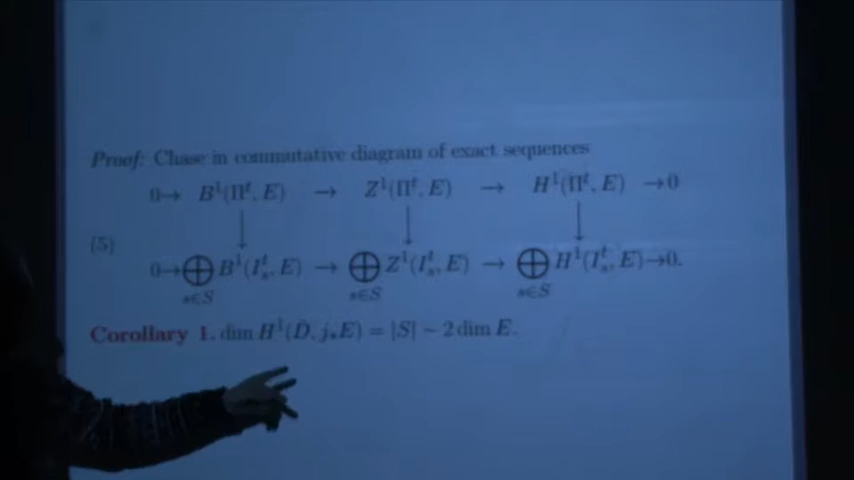 Proof: Chase in commutative diagram of exact sequences
0→ B¹(Πᵗ, E) → Z¹(Πᵗ, E) → H¹(Πᵗ, E) →0
(5)
0→⊕ B¹(Iₛᵗ, E) → ⊕ Z¹(Iₛᵗ, E) → ⊕ H¹(Iₛᵗ, E)→0.
s∈S s∈S s∈S
Corollary 1. dim H¹(D, j∗E) = |S| − 2 dim E.